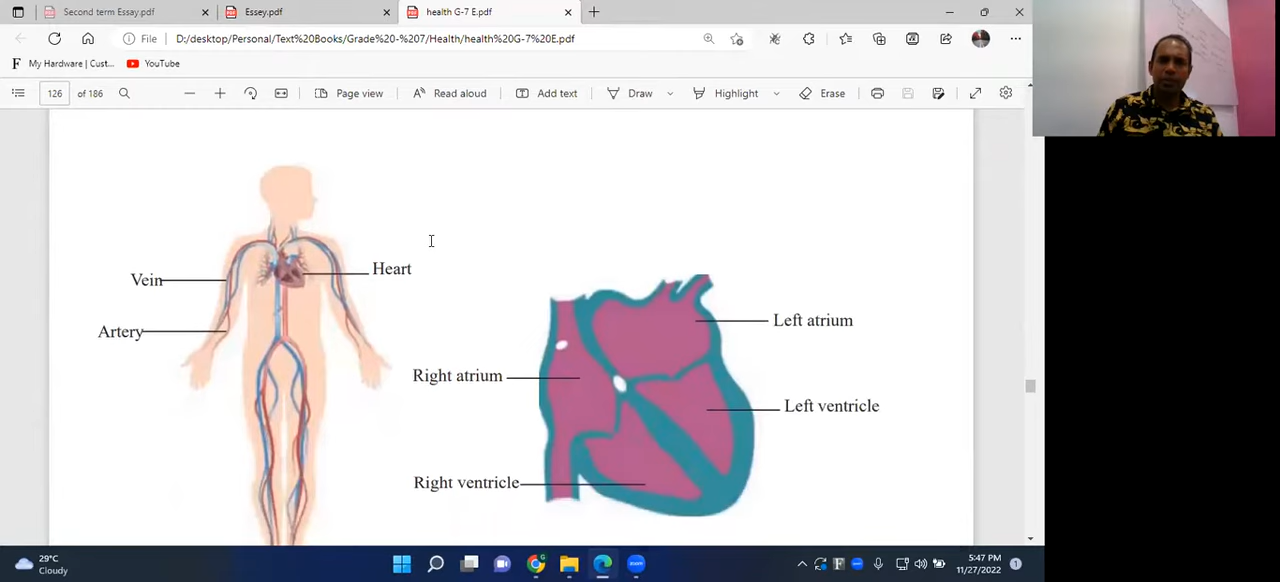 Second term Essay.pdf
Essey.pdf
health G-7 E.pdf
File
D:/desktop/Personal/Text%20Books/Grade%20-%207/Health/health%20G-7%20E.pdf
F My Hardware | Cust...
YouTube
126 of 186
Page view
Read aloud
Add text
Draw
Highlight
Erase
Vein
Heart
Artery
Left atrium
Right atrium
Left ventricle
Right ventricle
29°C
Cloudy
5:47 PM
11/27/2022
1